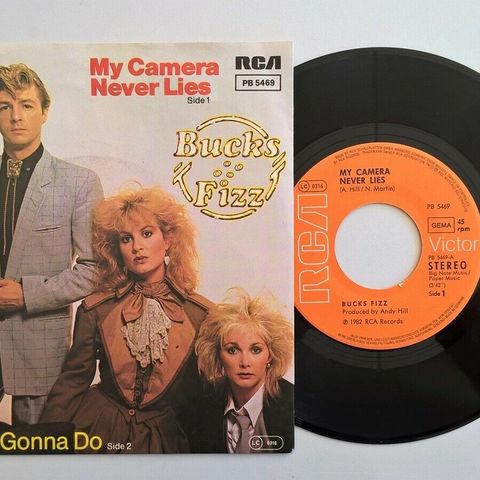 My Camera
Never Lies
Side 1
RCA
PB 5469
Bucks
Fizz
Gonna Do Side 2
LC 0316
RCA
LC 0316
MY CAMERA
NEVER LIES
(A. Hill / N. Martin)
PB 5469
GEMA
45
rpm
Victor
PB 5469-A
STEREO
Big Note Music/
Paper Music
(3'42")
Side 1
BUCKS FIZZ
Produced by Andy Hill
℗ 1982 RCA Records